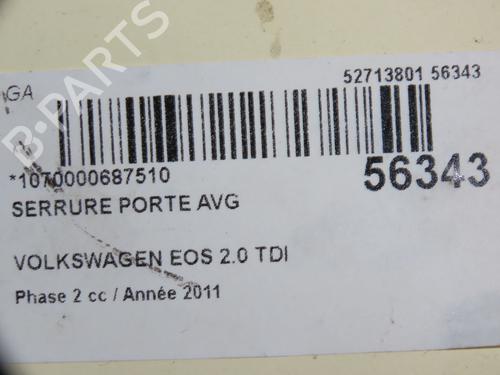 GA
52713801 56343
*1070000687510
56343
SERRURE PORTE AVG
VOLKSWAGEN EOS 2.0 TDI
Phase 2 cc / Année 2011
B-PARTS